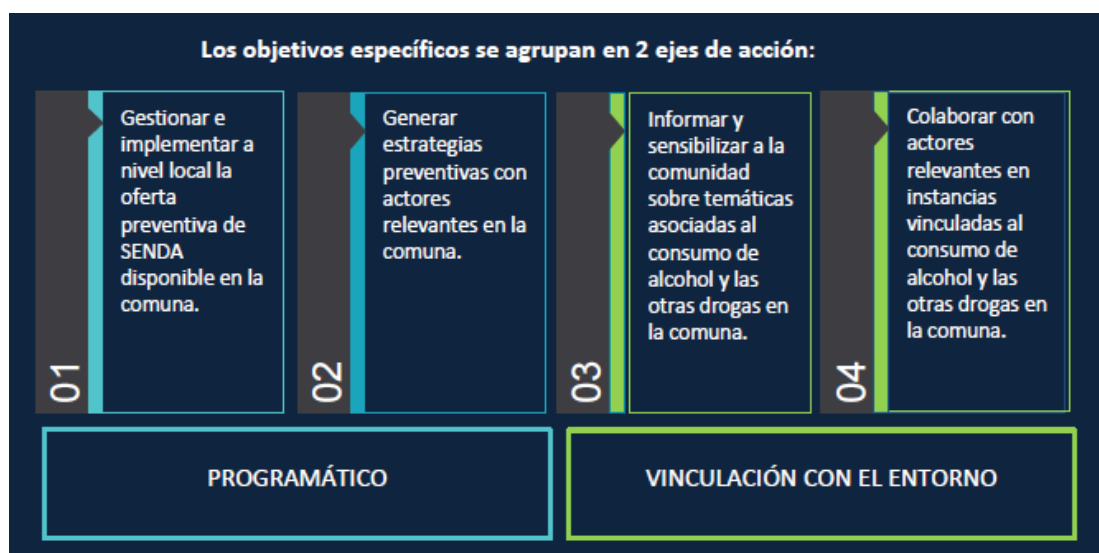 Los objetivos específicos se agrupan en 2 ejes de acción:
01
Gestionar e
implementar a
nivel local la
oferta
preventiva de
SENDA
disponible en la
comuna.
02
Generar
estrategias
preventivas con
actores
relevantes en la
comuna.
03
Informar y
sensibilizar a la
comunidad
sobre temáticas
asociadas al
consumo de
alcohol y las
otras drogas en
la comuna.
04
Colaborar con
actores
relevantes en
instancias
vinculadas al
consumo de
alcohol y las
otras drogas en
la comuna.
PROGRAMÁTICO
VINCULACIÓN CON EL ENTORNO